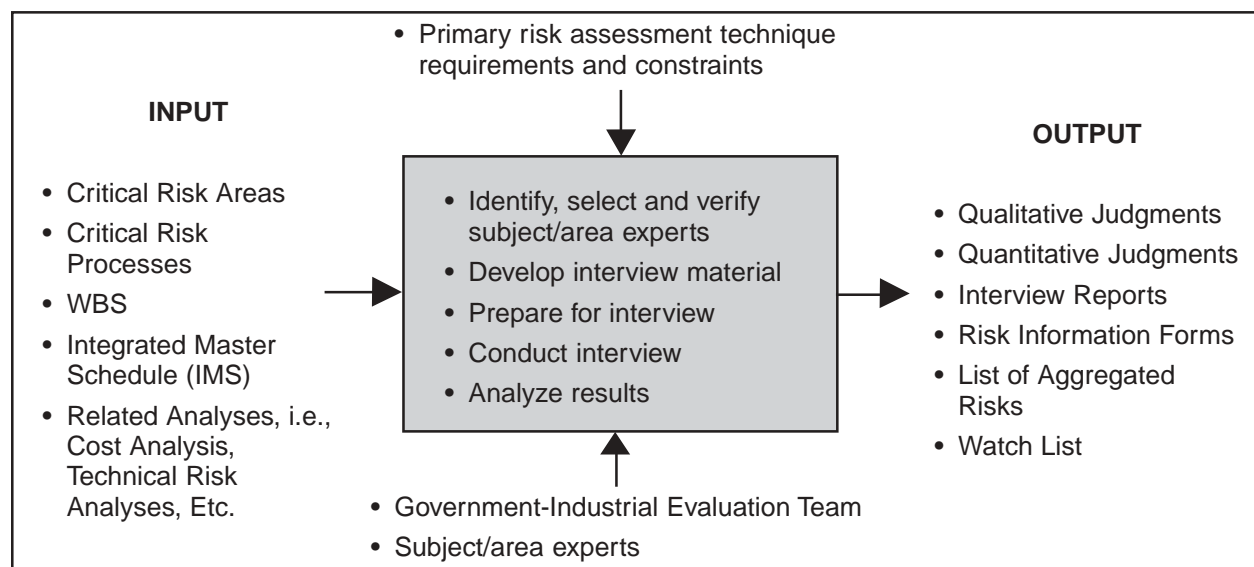 • Primary risk assessment technique
requirements and constraints
INPUT
• Critical Risk Areas
• Critical Risk
Processes
• WBS
• Integrated Master
Schedule (IMS)
• Related Analyses, i.e.,
Cost Analysis,
Technical Risk
Analyses, Etc.
• Identify, select and verify
subject/area experts
• Develop interview material
• Prepare for interview
• Conduct interview
• Analyze results
• Government-Industrial Evaluation Team
• Subject/area experts
OUTPUT
• Qualitative Judgments
• Quantitative Judgments
• Interview Reports
• Risk Information Forms
• List of Aggregated
Risks
• Watch List